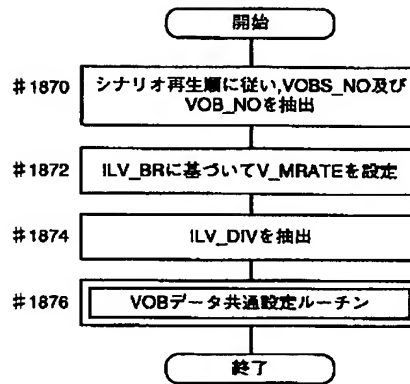 開始
#1870
シナリオ再生順に従い,VOBS_NO及び
VOB_NOを抽出
#1872
ILV_BRに基づいてV_MRATEを設定
#1874
ILV_DIVを抽出
#1876
VOBデータ共通設定ルーチン
終了